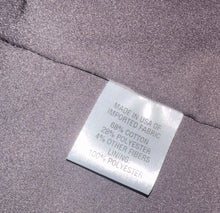 MADE IN USA OF
IMPORTED FABRIC
68% COTTON
28% POLYESTER
4% OTHER FIBERS
LINING
100% POLYESTER